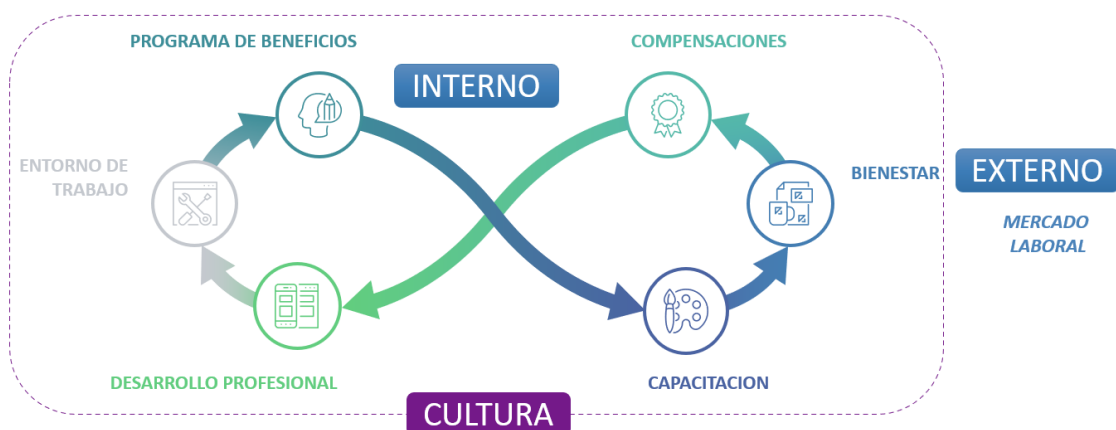 PROGRAMA DE BENEFICIOS
COMPENSACIONES
INTERNO
ENTORNO DE
TRABAJO
BIENESTAR
EXTERNO
MERCADO
LABORAL
DESARROLLO PROFESIONAL
CAPACITACION
CULTURA